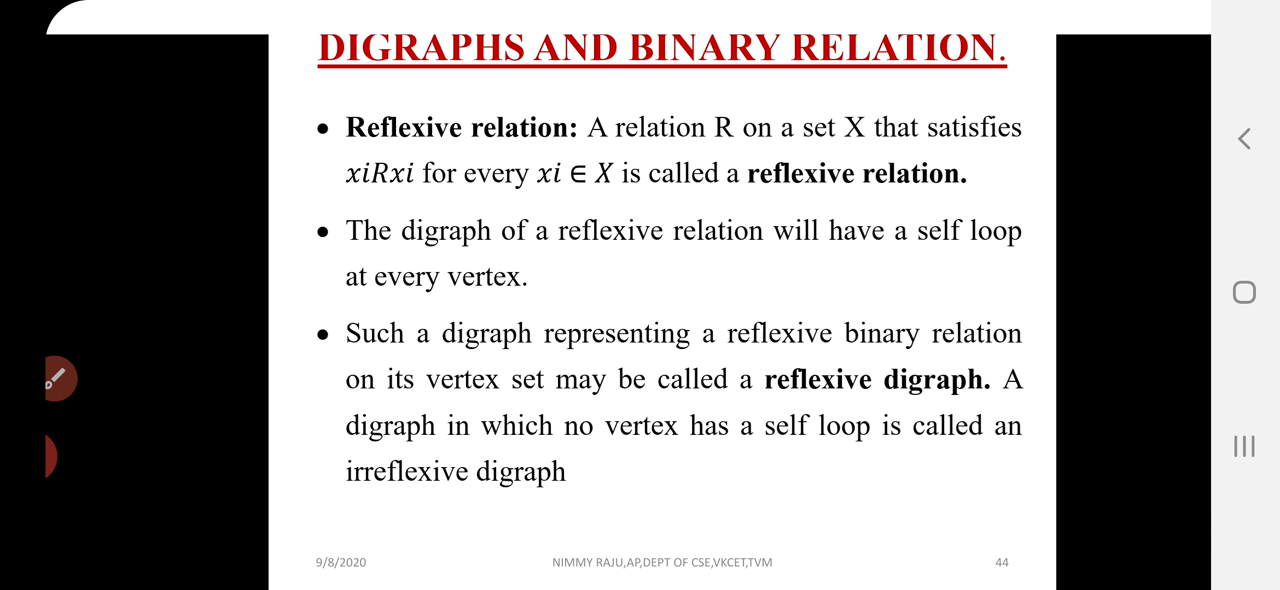 DIGRAPHS AND BINARY RELATION.
• Reflexive relation: A relation R on a set X that satisfies
xiRxi for every xi ∈ X is called a reflexive relation.
• The digraph of a reflexive relation will have a self loop
at every vertex.
• Such a digraph representing a reflexive binary relation
on its vertex set may be called a reflexive digraph. A
digraph in which no vertex has a self loop is called an
irreflexive digraph
9/8/2020 NIMMY RAJU,AP,DEPT OF CSE,VKCET,TVM 44